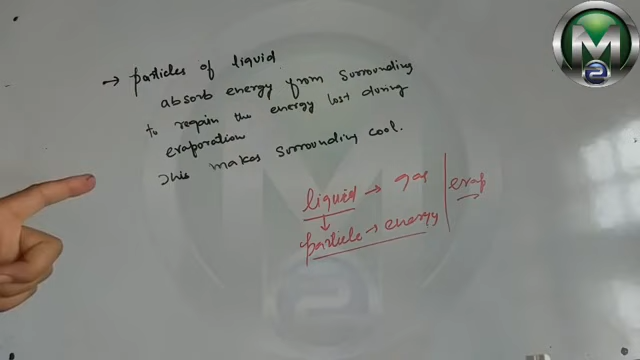 → particles of liquid
absorb energy from surrounding
to regain the energy lost during
evaporation
This makes surrounding cool.
liquid → gas
evap →
↓
particle → energy
M
2